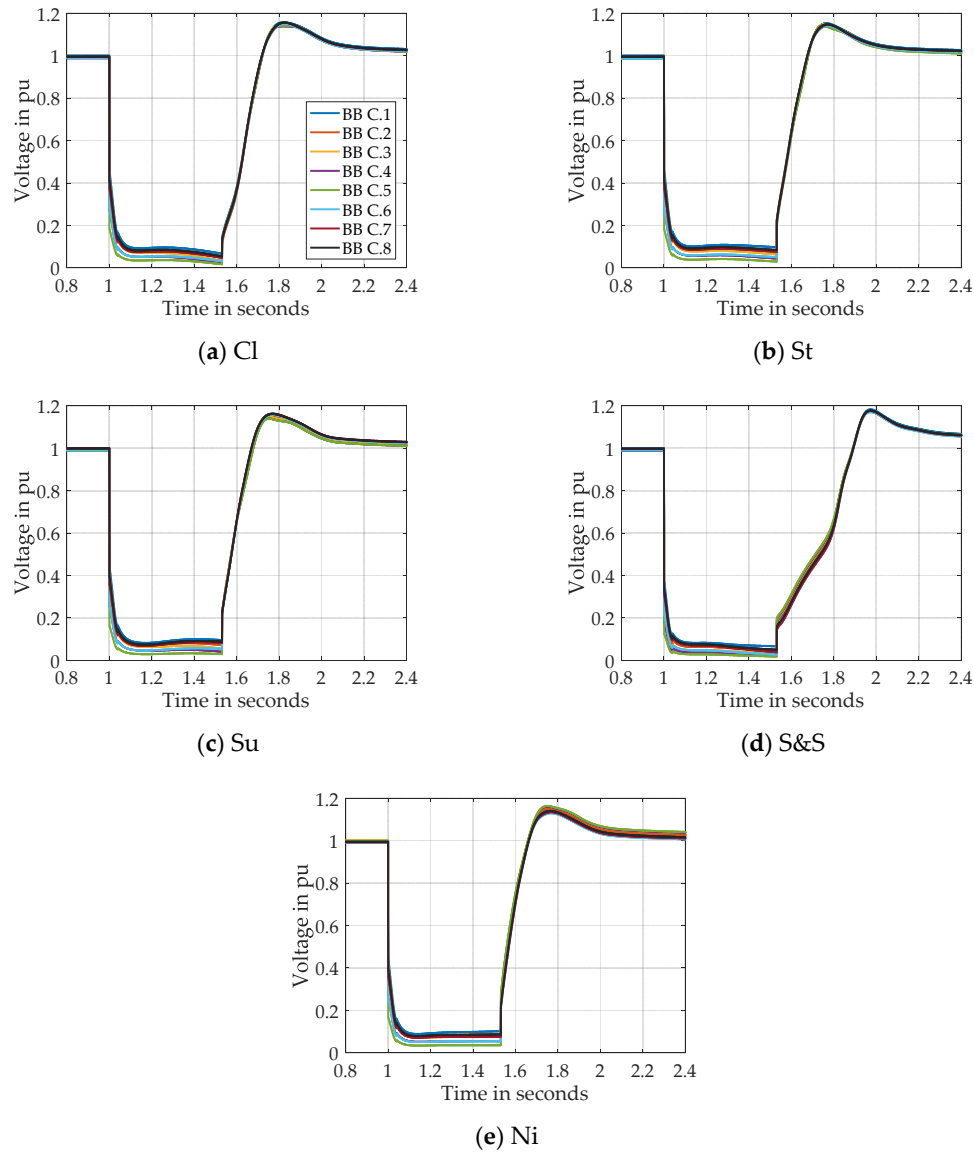 Voltage in pu
1.2
1
0.8
0.6
0.4
0.2
0
BB C.1
BB C.2
BB C.3
BB C.4
BB C.5
BB C.6
BB C.7
BB C.8
0.8 1 1.2 1.4 1.6 1.8 2 2.2 2.4
Time in seconds
(a) Cl
Voltage in pu
1.2
1
0.8
0.6
0.4
0.2
0
0.8 1 1.2 1.4 1.6 1.8 2 2.2 2.4
Time in seconds
(b) St
Voltage in pu
1.2
1
0.8
0.6
0.4
0.2
0
0.8 1 1.2 1.4 1.6 1.8 2 2.2 2.4
Time in seconds
(c) Su
Voltage in pu
1.2
1
0.8
0.6
0.4
0.2
0
0.8 1 1.2 1.4 1.6 1.8 2 2.2 2.4
Time in seconds
(d) S&S
Voltage in pu
1.2
1
0.8
0.6
0.4
0.2
0
0.8 1 1.2 1.4 1.6 1.8 2 2.2 2.4
Time in seconds
(e) Ni